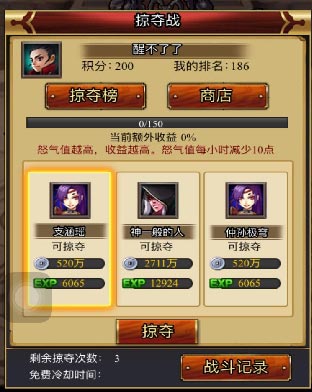 掠夺战
醒不了了
积分：200 我的排名：186
掠夺榜 商店
0/150
当前额外收益 0%
怒气值越高，收益越高。怒气值每小时减少10点
支涵瑶 神一般的人 仲孙极穹
可掠夺 可掠夺 可掠夺
520万 2711万 520万
EXP 6065 EXP 12924 EXP 6065
掠夺
剩余掠夺次数： 3
免费冷却时间：
战斗记录